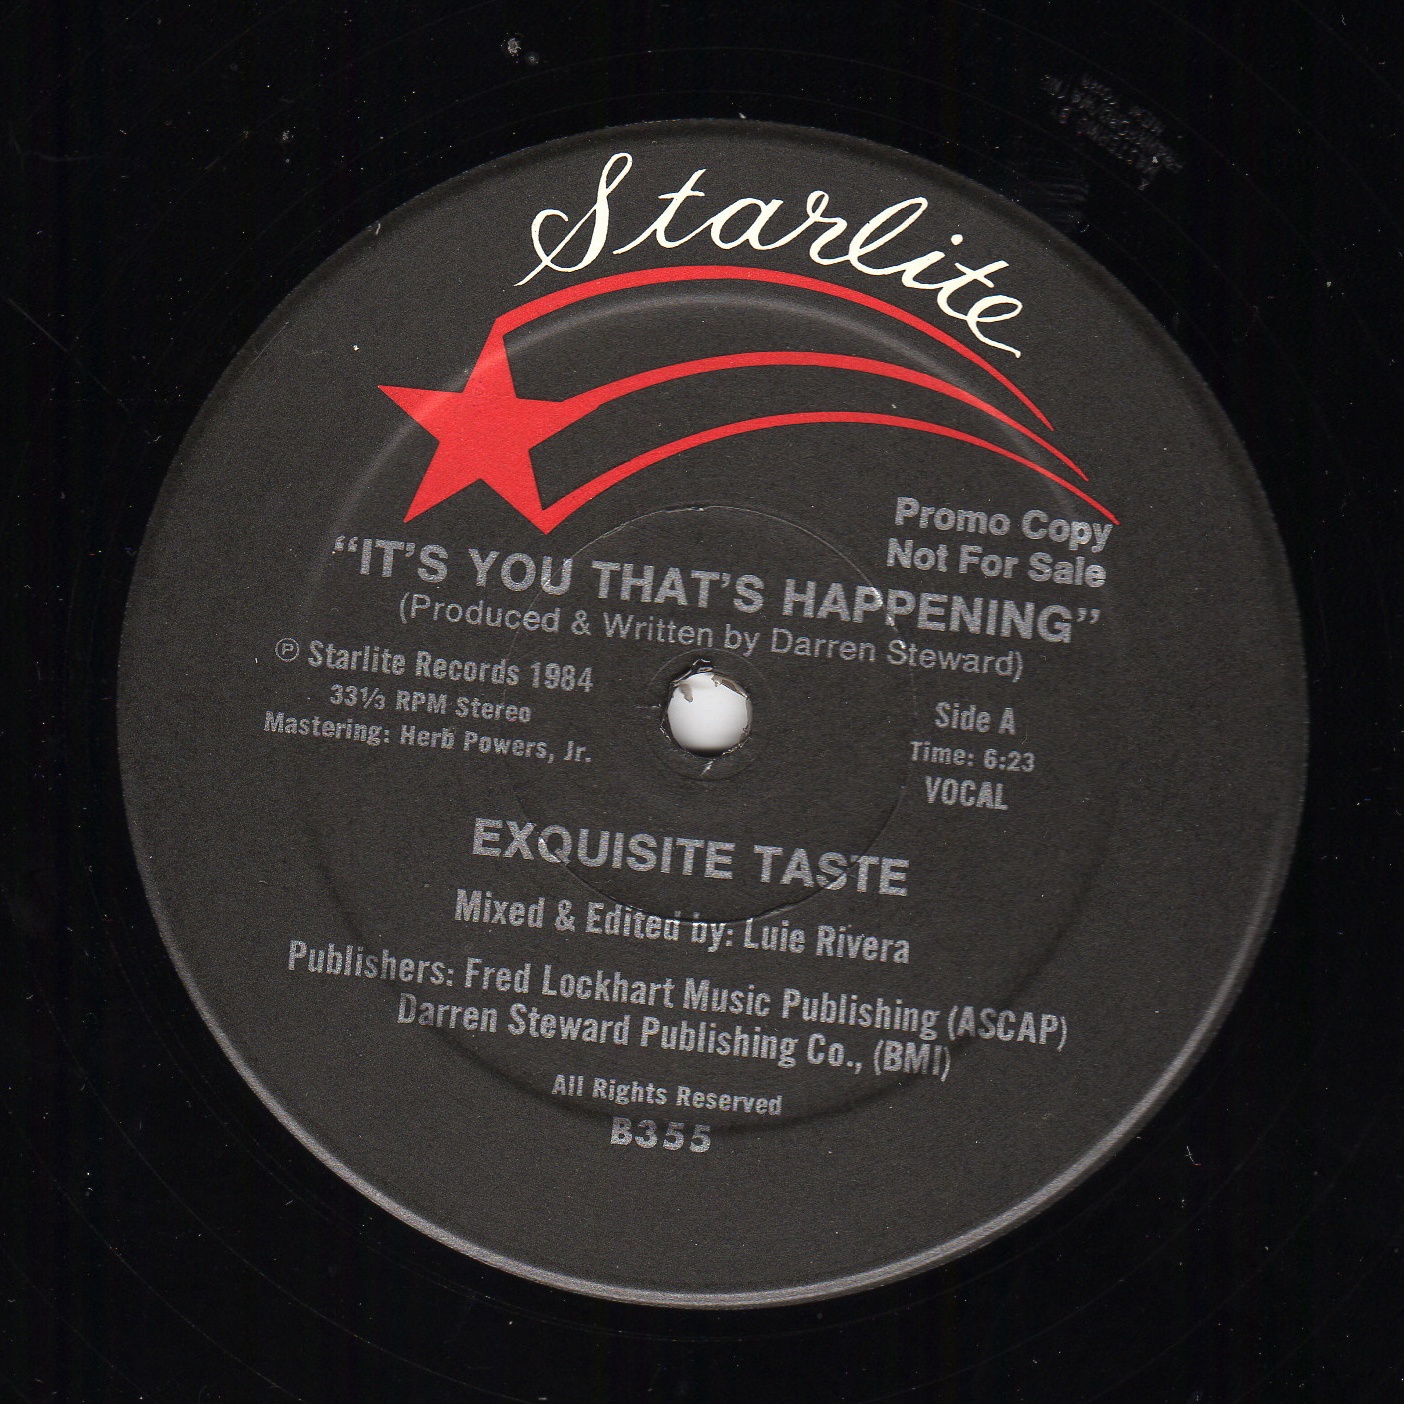 Starlite
Promo Copy
Not For Sale
“IT’S YOU THAT’S HAPPENING”
(Produced & Written by Darren Steward)
℗ Starlite Records 1984
33⅓ RPM Stereo
Mastering: Herb Powers, Jr.
Side A
Time: 6:23
VOCAL
EXQUISITE TASTE
Mixed & Edited by: Luie Rivera
Publishers: Fred Lockhart Music Publishing (ASCAP)
Darren Steward Publishing Co., (BMI)
All Rights Reserved
B355